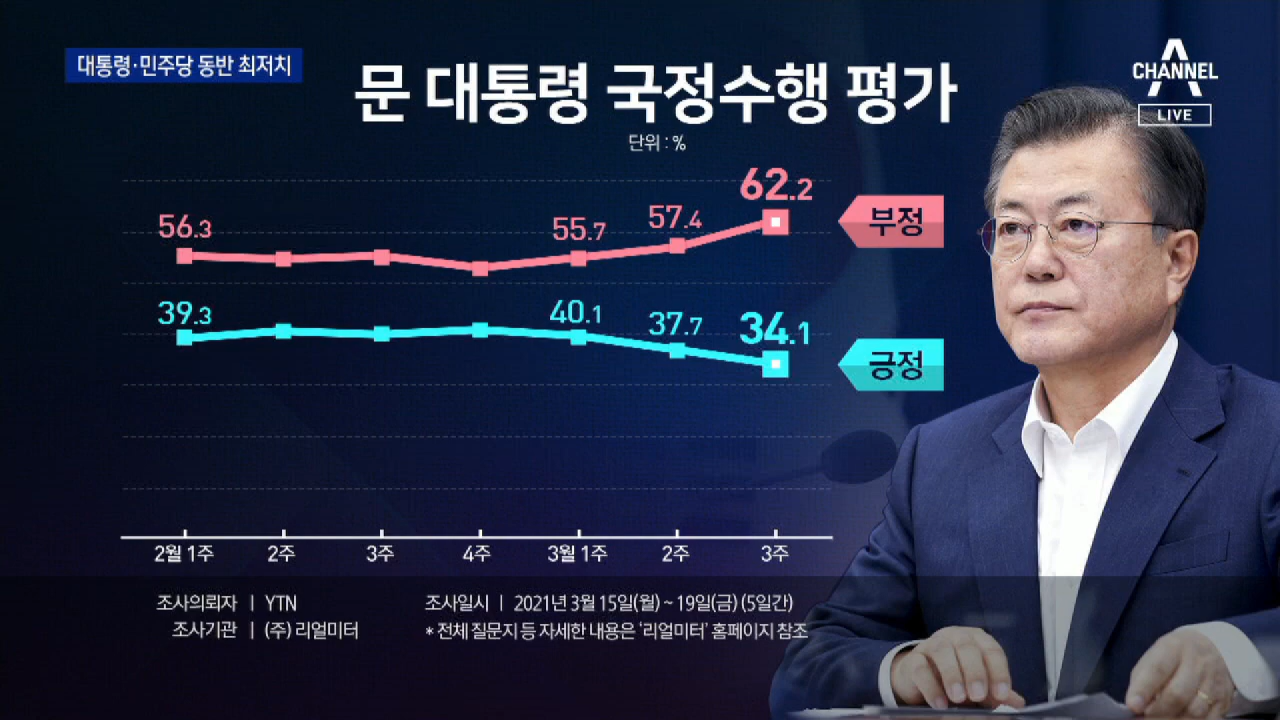 대통령·민주당 동반 최저치
문 대통령 국정수행 평가
CHANNEL A
LIVE
단위 : %
56.3
55.7
57.4
62.2
부정
39.3
40.1
37.7
34.1
긍정
2월 1주 2주 3주 4주 3월 1주 2주 3주
조사의뢰자 | YTN
조사일시 | 2021년 3월 15일(월) ~ 19일(금) (5일간)
조사기관 | (주) 리얼미터
* 전체 질문지 등 자세한 내용은 ‘리얼미터’ 홈페이지 참조